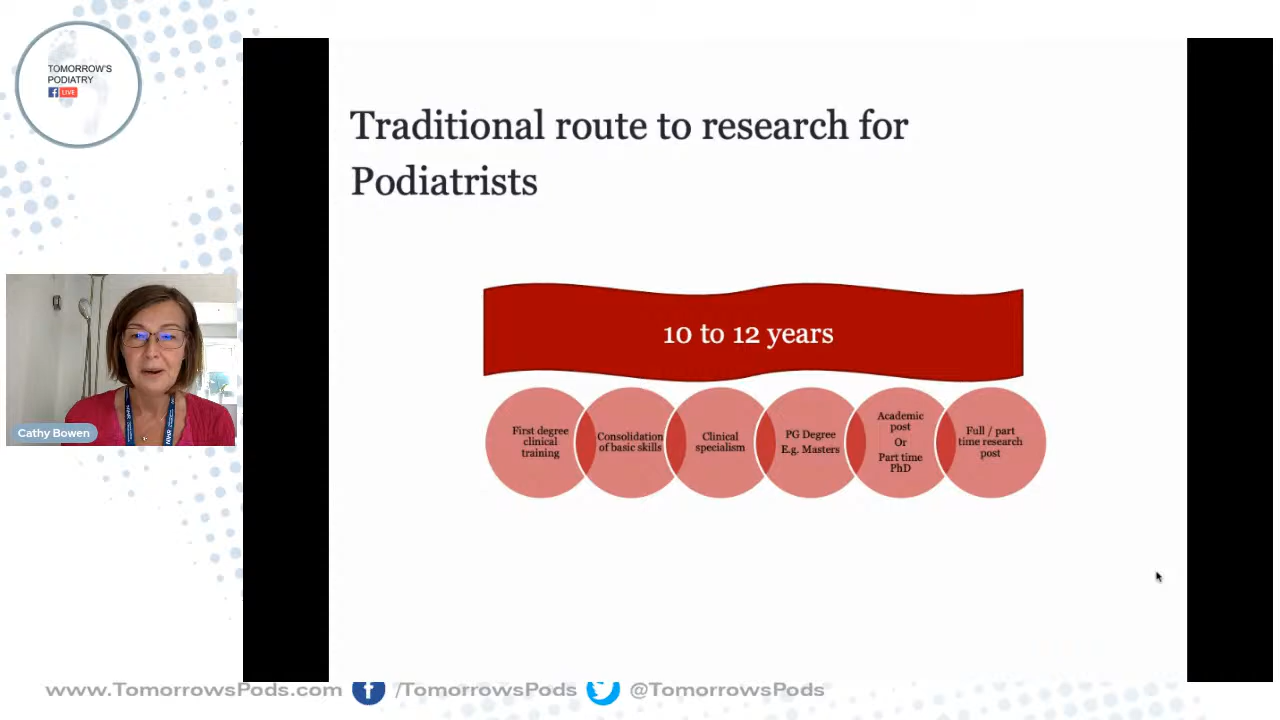 TOMORROW'S
PODIATRY
LIVE
Traditional route to research for
Podiatrists
10 to 12 years
First degree
clinical
training
Consolidation
of basic skills
Clinical
specialism
PG Degree
E.g. Masters
Academic
post
Or
Part time
PhD
Full / part
time research
post
Cathy Bowen
www.TomorrowsPods.com
/TomorrowsPods
@TomorrowsPods